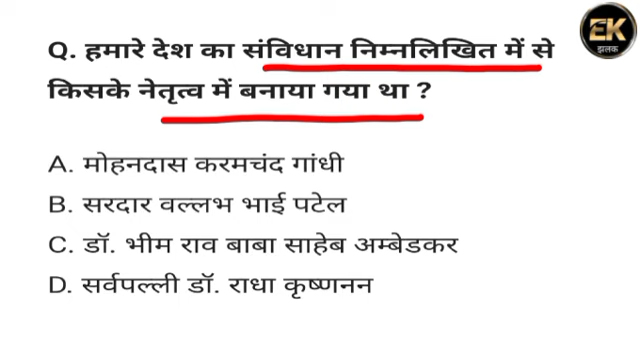 EK
झलक
Q. हमारे देश का संविधान निम्नलिखित में से
किसके नेतृत्व में बनाया गया था ?
A. मोहनदास करमचंद गांधी
B. सरदार वल्लभ भाई पटेल
C. डॉ. भीम राव बाबा साहेब अम्बेडकर
D. सर्वपल्ली डॉ. राधा कृष्णनन